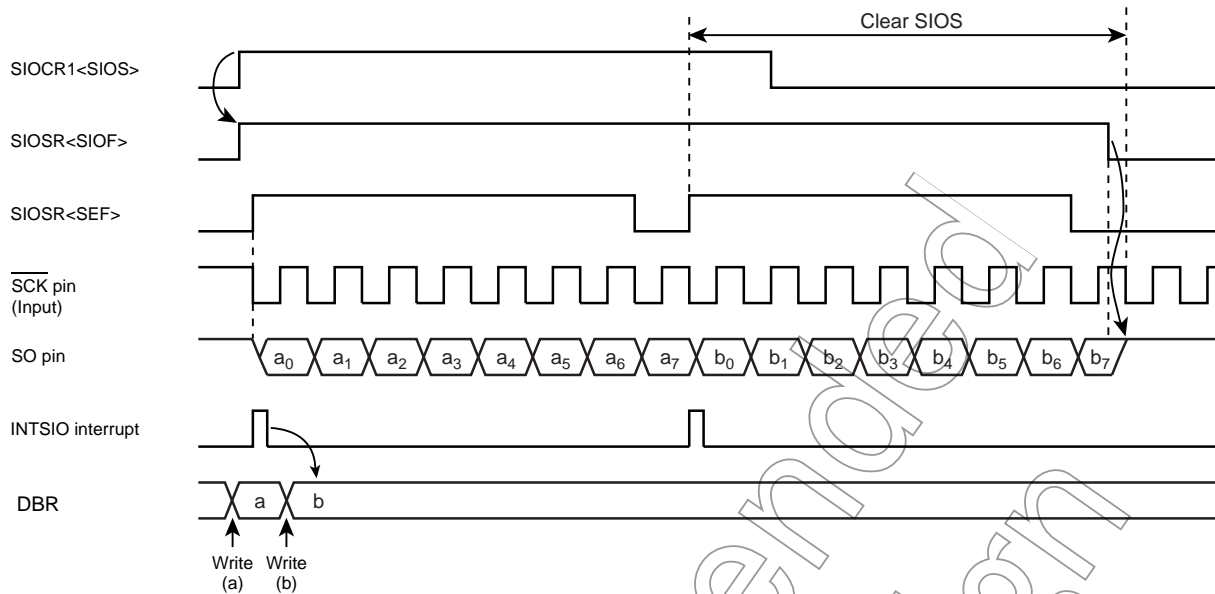 Clear SIOS
SIOCR1<SIOS>
SIOSR<SIOF>
SIOSR<SEF>
SCK pin
(Input)
SO pin
a0 a1 a2 a3 a4 a5 a6 a7 b0 b1 b2 b3 b4 b5 b6 b7
INTSIO interrupt
DBR
a b
Write
(a)
Write
(b)